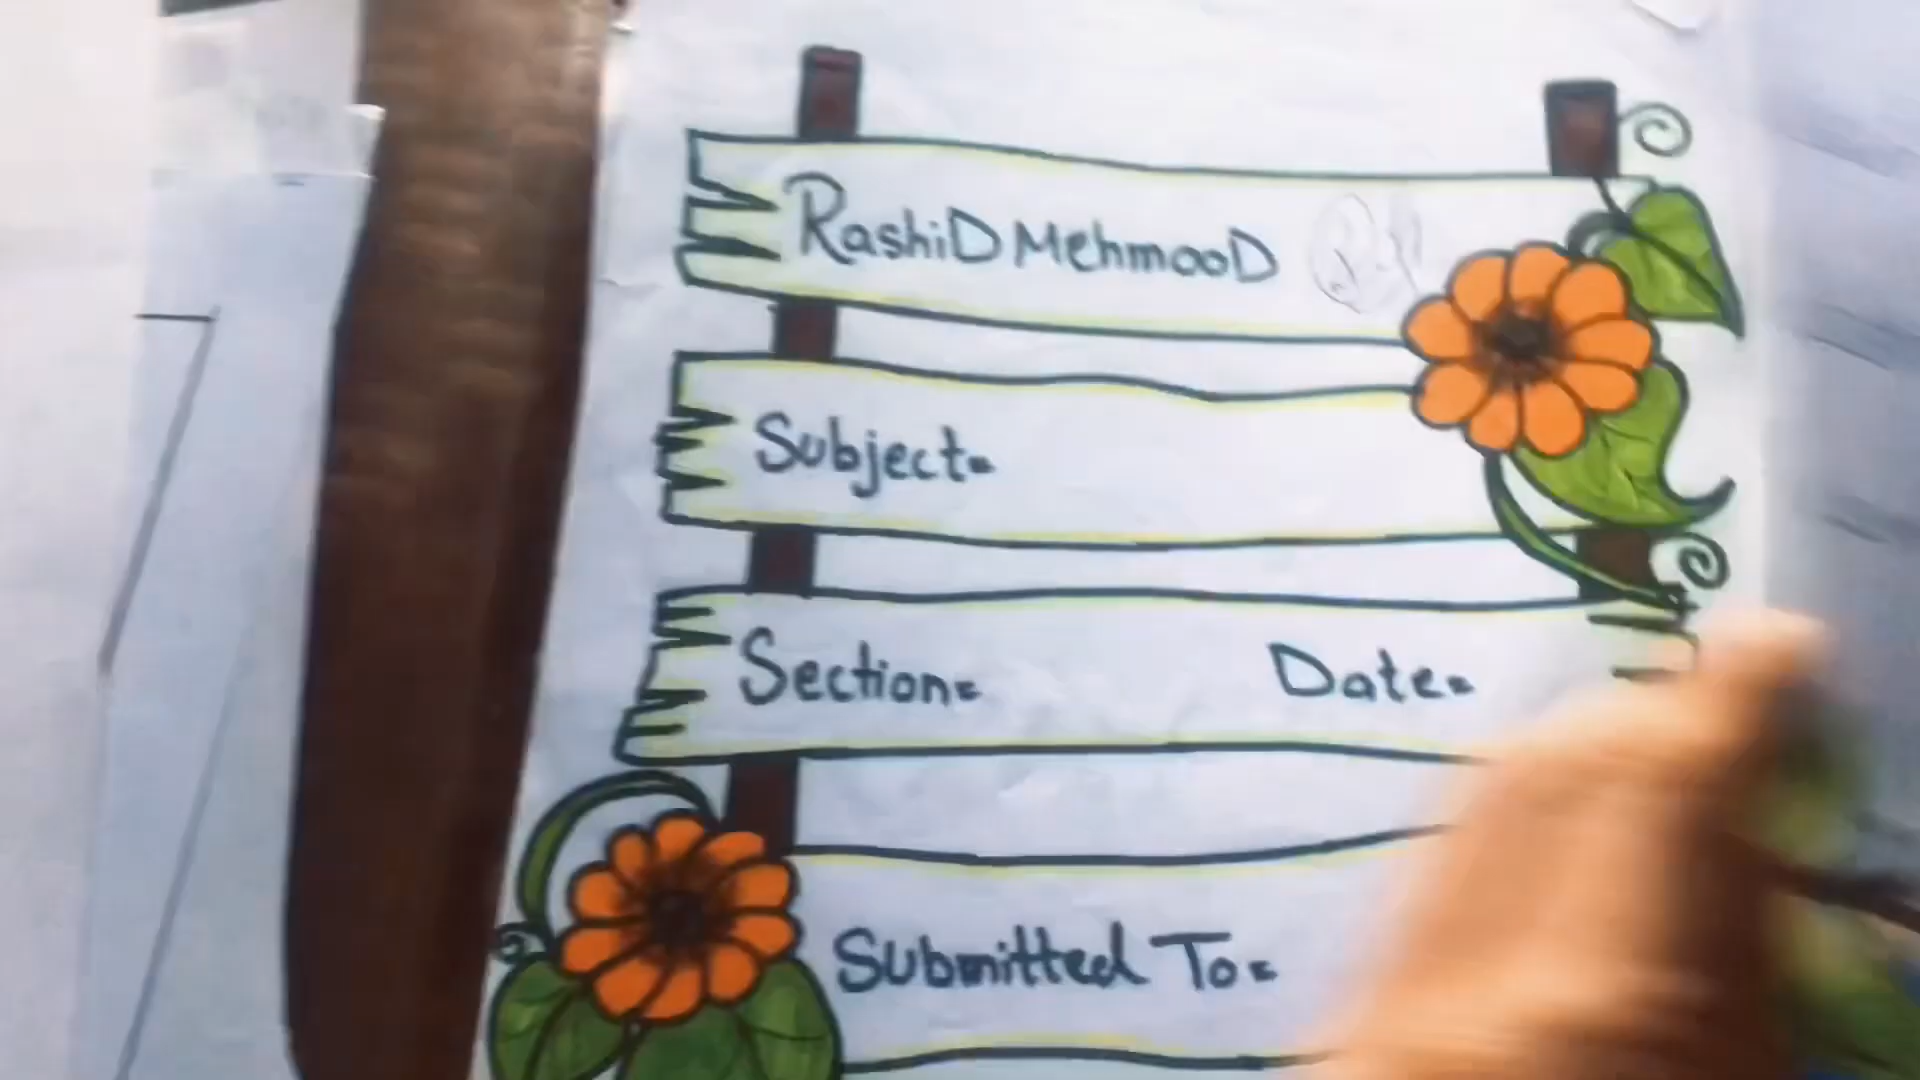 RashiD MehmooD
Subject=
Section= Date=
Submitted To=